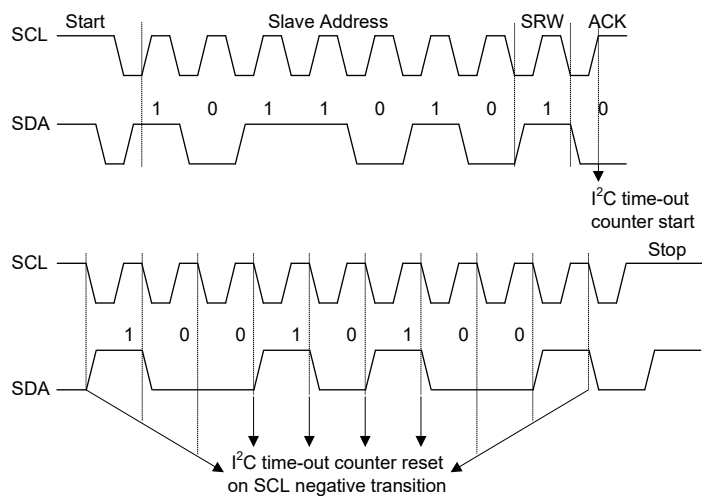 Start Slave Address SRW ACK
SCL
1 0 1 1 0 1 0 1 0
SDA
I²C time-out
counter start
Stop
SCL
1 0 0 1 0 1 0 0
SDA
I²C time-out counter reset
on SCL negative transition